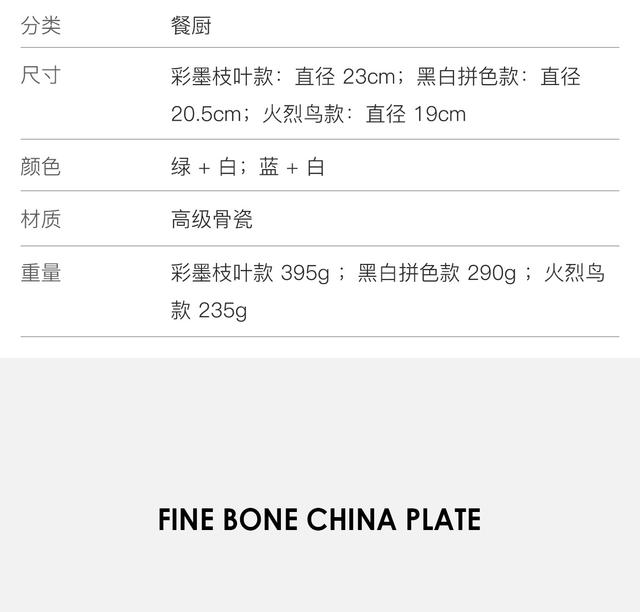 分类 餐厨
尺寸 彩墨枝叶款：直径 23cm；黑白拼色款：直径
20.5cm；火烈鸟款：直径 19cm
颜色 绿 + 白；蓝 + 白
材质 高级骨瓷
重量 彩墨枝叶款 395g ；黑白拼色款 290g ；火烈鸟
款 235g
FINE BONE CHINA PLATE